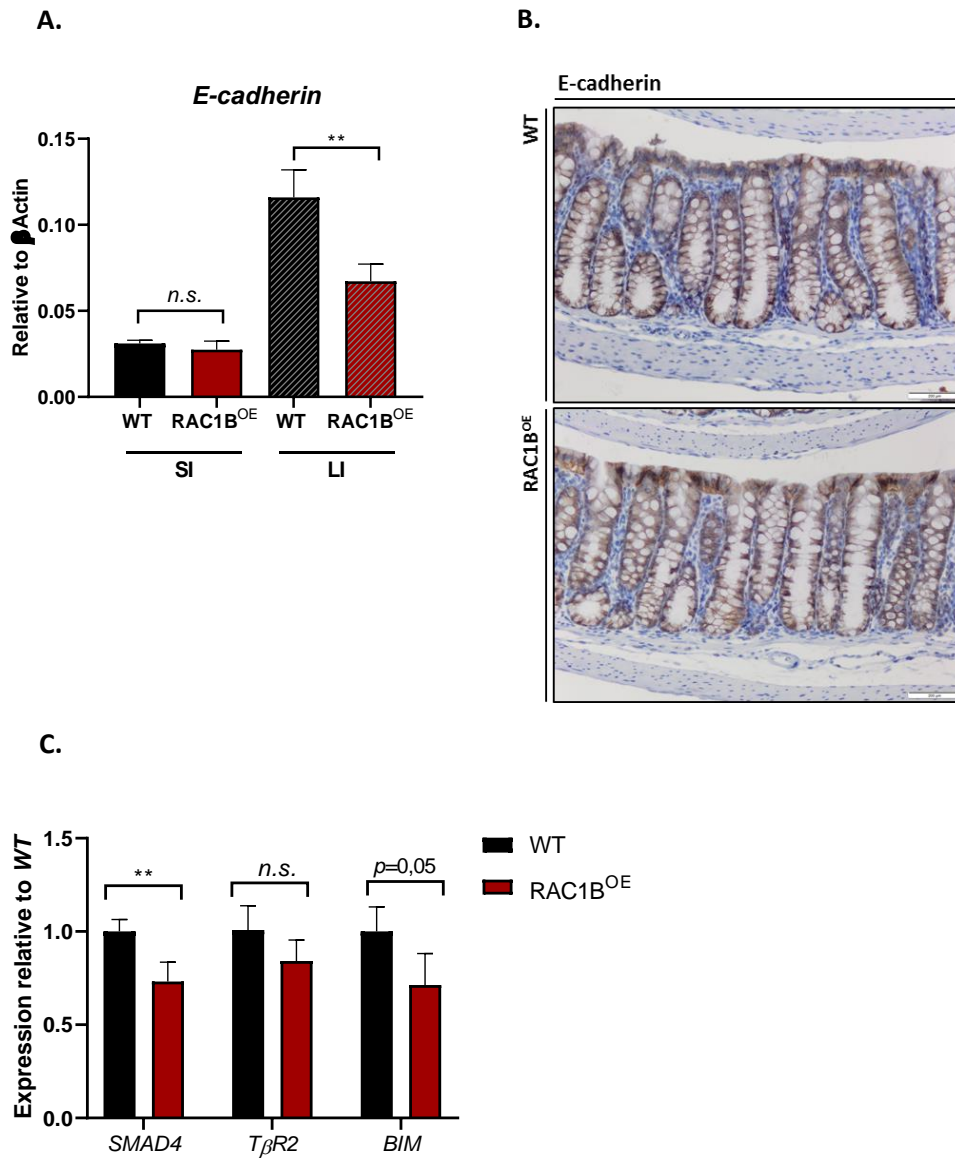 A.
E-cadherin
Relative to βActin
0.15
0.10
0.05
0.00
n.s.
**
WT
RAC1B^OE
WT
RAC1B^OE
SI
LI
B.
E-cadherin
WT
RAC1B^OE
C.
Expression relative to WT
1.5
1.0
0.5
0.0
**
n.s.
p=0,05
SMAD4
TβR2
BIM
WT
RAC1B^OE